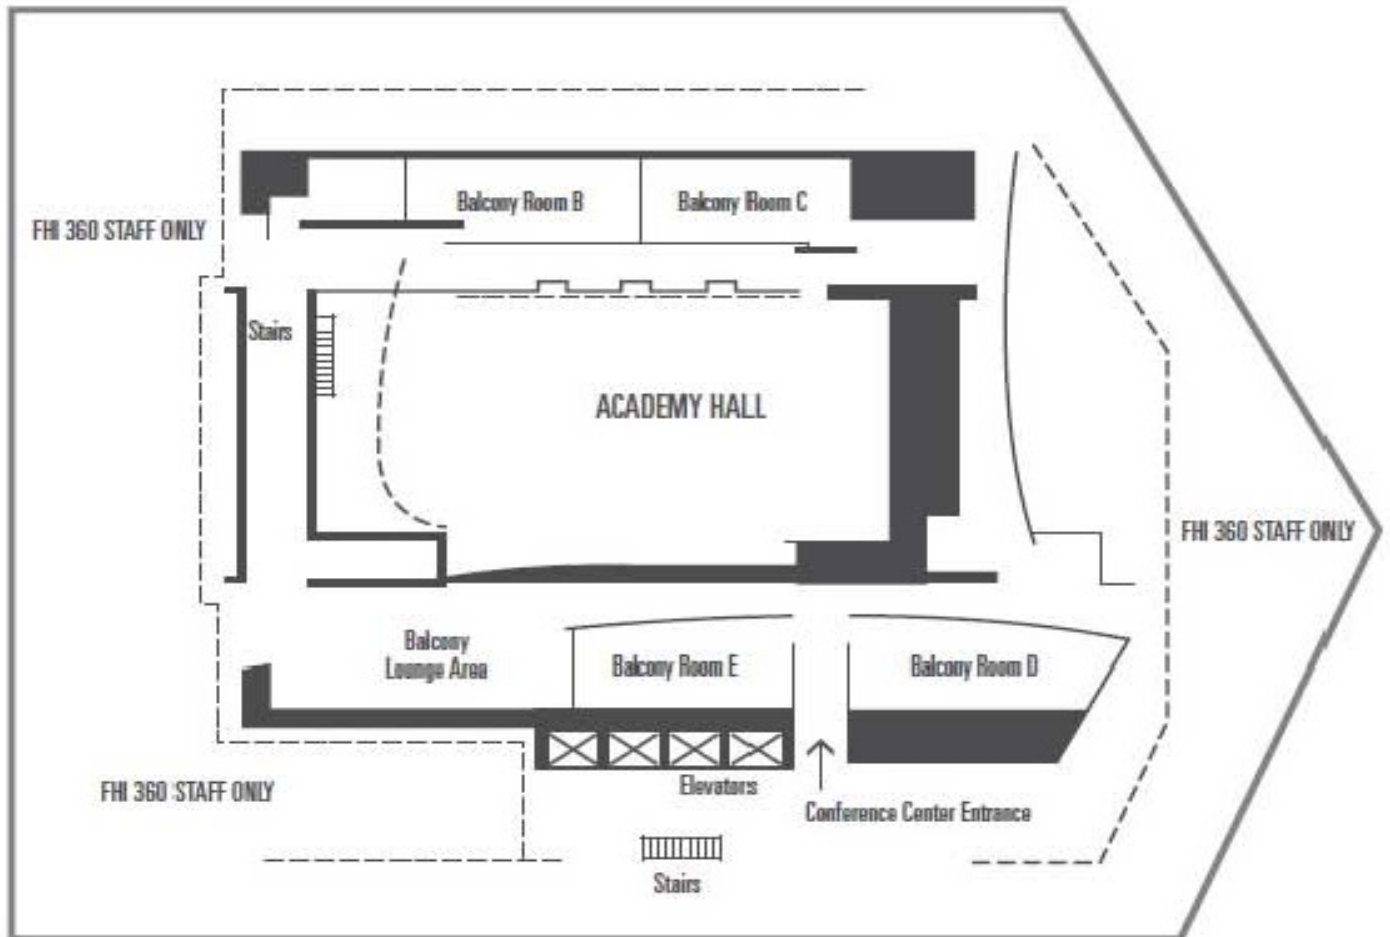 Balcony Room B
Balcony Room C
FHI 360 STAFF ONLY
Stairs
ACADEMY HALL
FHI 360 STAFF ONLY
Balcony
Lounge Area
Balcony Room E
Balcony Room D
FHI 360 STAFF ONLY
Elevators
Conference Center Entrance
Stairs